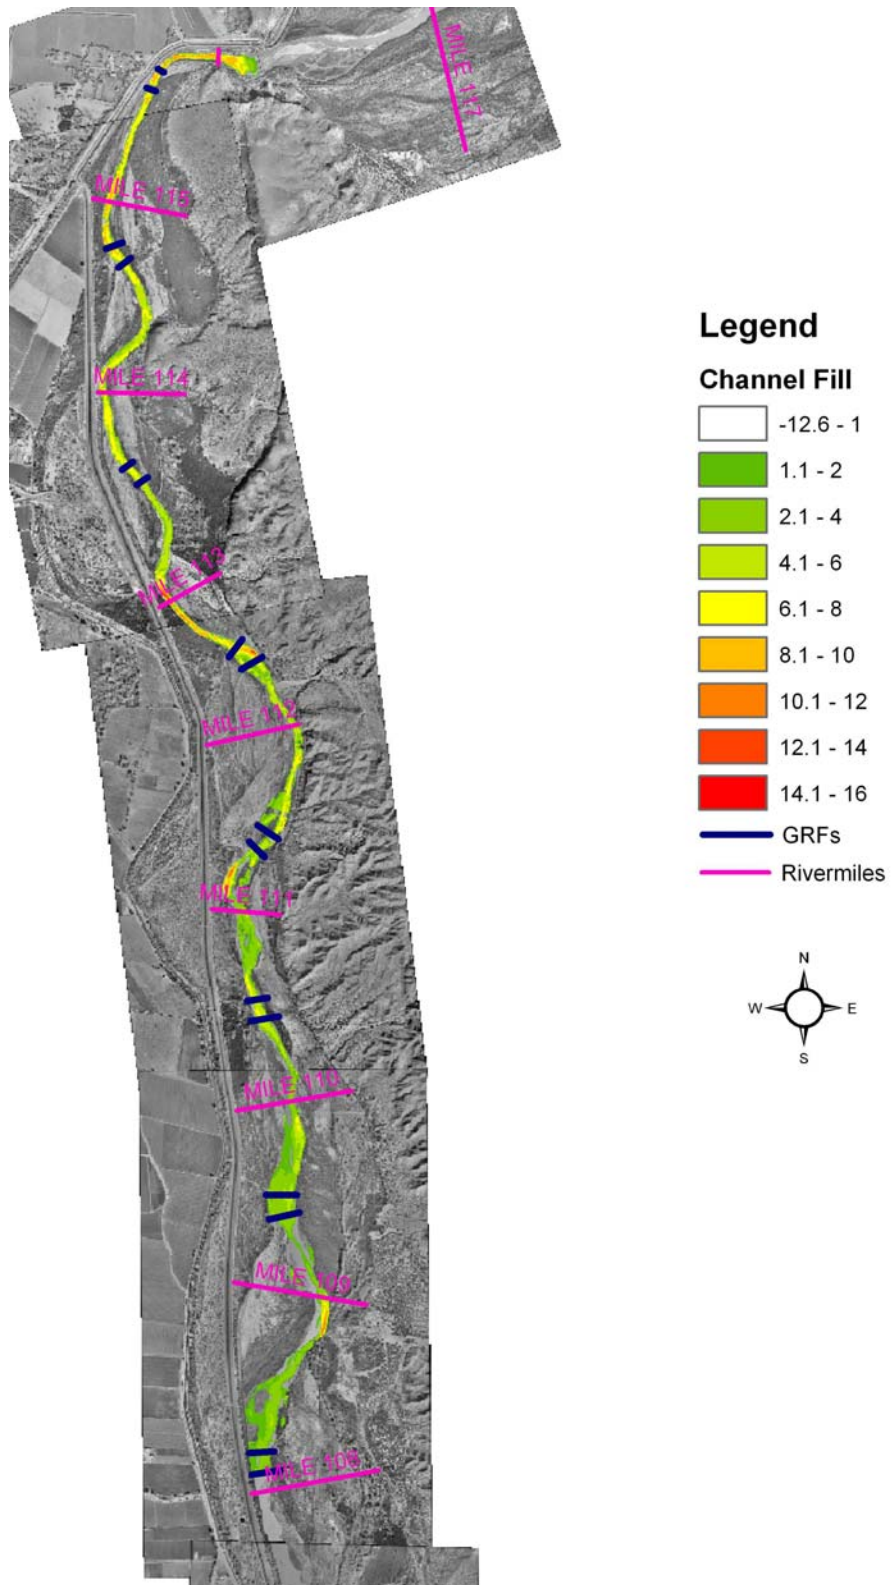 MILE 117
MILE 115
MILE 114
MILE 113
MILE 112
MILE 111
MILE 110
MILE 109
MILE 108
Legend
Channel Fill
-12.6 - 1
1.1 - 2
2.1 - 4
4.1 - 6
6.1 - 8
8.1 - 10
10.1 - 12
12.1 - 14
14.1 - 16
GRFs
Rivermiles
N
W E
S